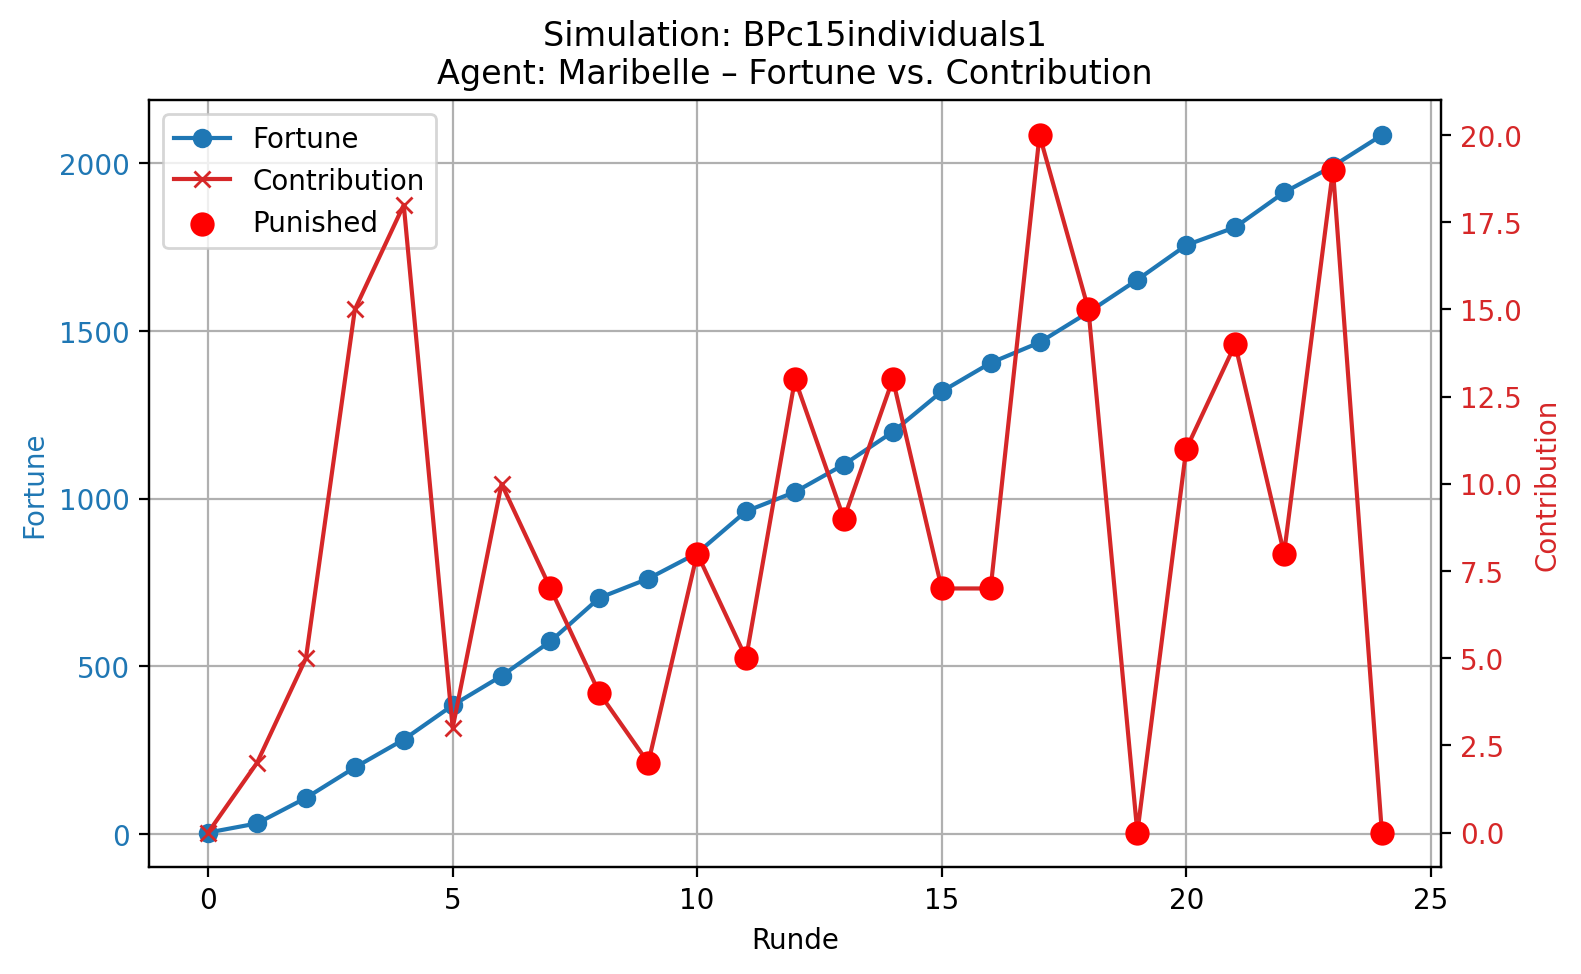 Simulation: BPc15individuals1
Agent: Maribelle – Fortune vs. Contribution
Fortune
Contribution
Punished
2000
1500
1000
500
0
Fortune
20.0
17.5
15.0
12.5
10.0
7.5
5.0
2.5
0.0
Contribution
0 5 10 15 20 25
Runde